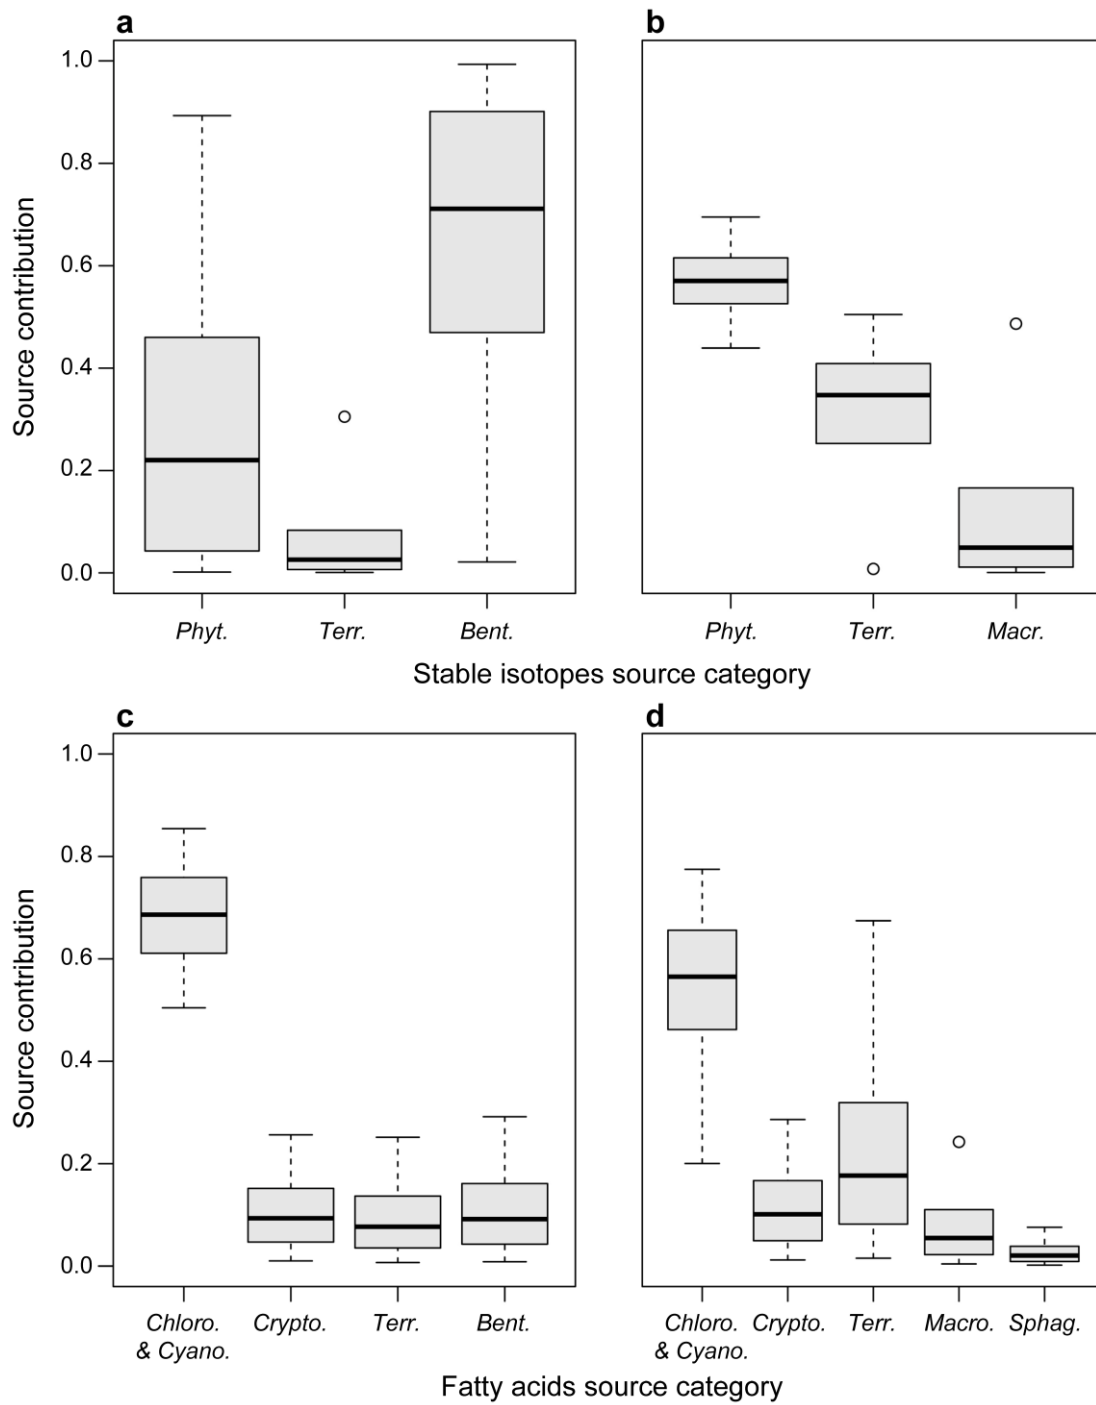 a
b
1.0
0.8
0.6
0.4
0.2
0.0
Source contribution
Phyt.
Terr.
Bent.
Phyt.
Terr.
Macr.
Stable isotopes source category
c
d
1.0
0.8
0.6
0.4
0.2
0.0
Source contribution
Chloro.
& Cyano.
Crypto.
Terr.
Bent.
Chloro.
& Cyano.
Crypto.
Terr.
Macro.
Sphag.
Fatty acids source category